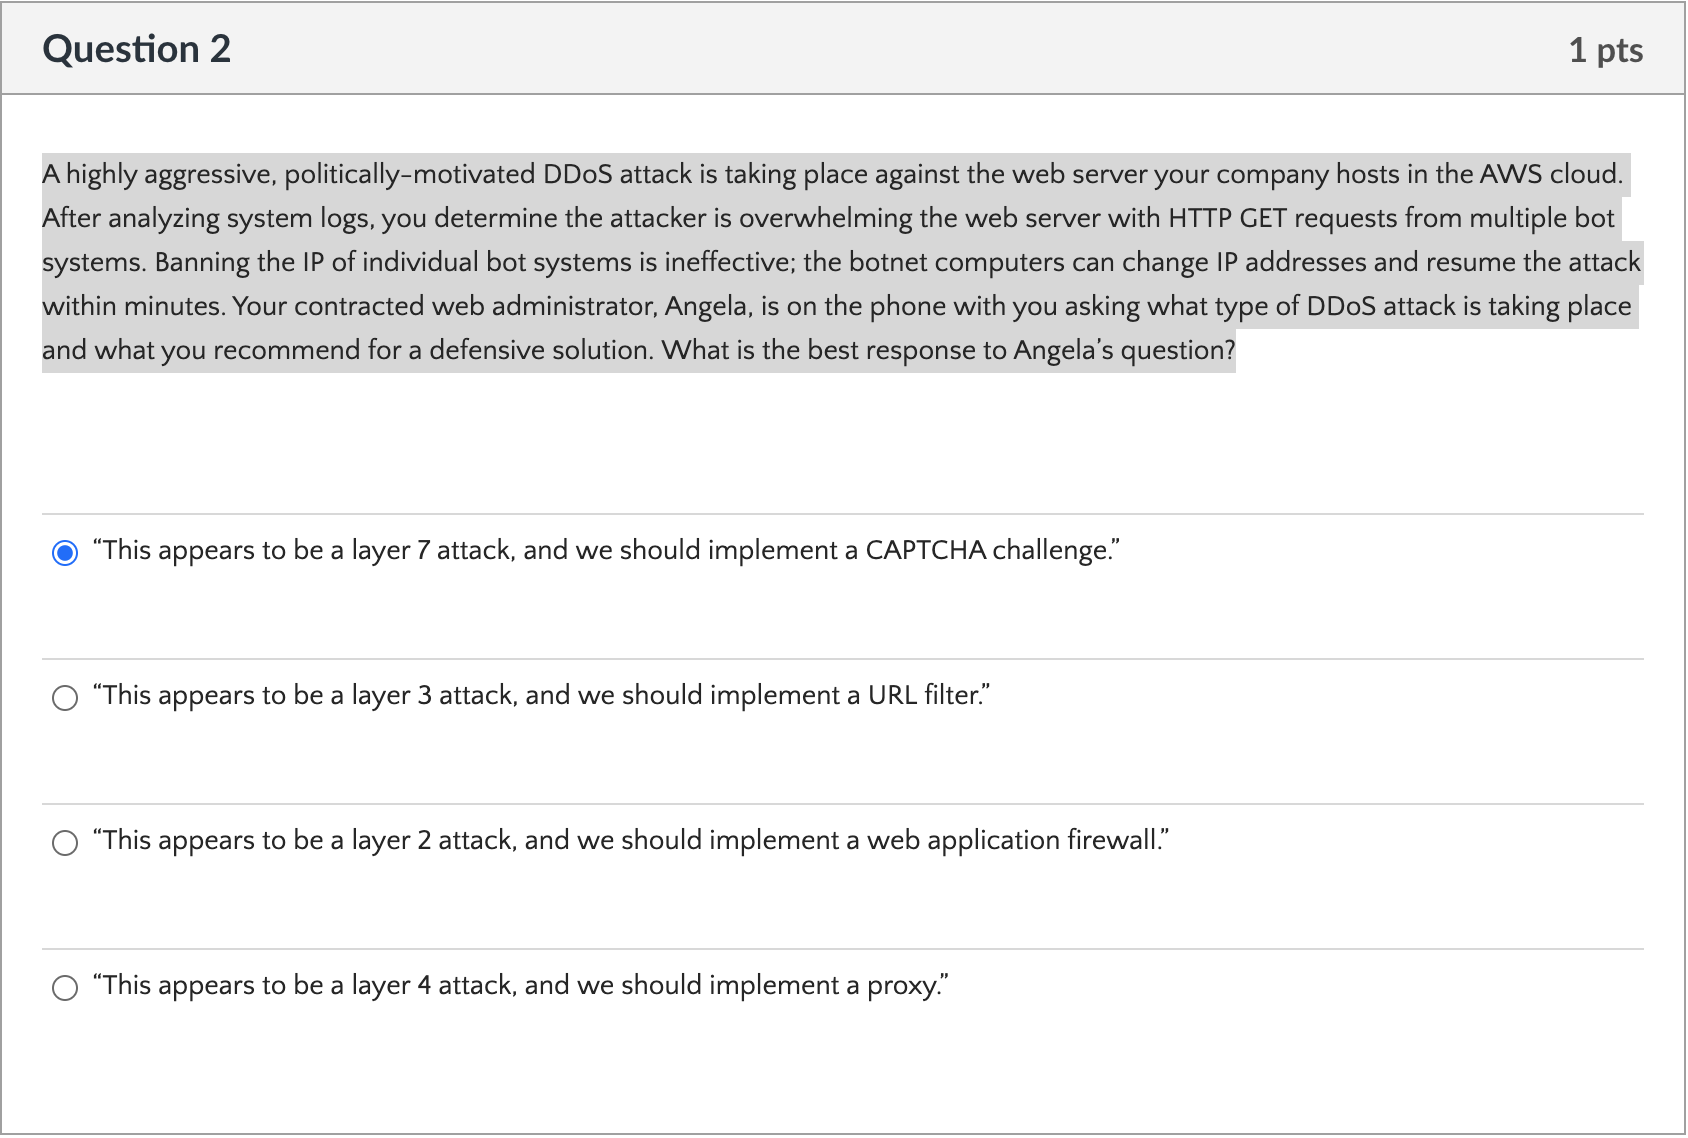 Question 2
1 pts
A highly aggressive, politically-motivated DDoS attack is taking place against the web server your company hosts in the AWS cloud.
After analyzing system logs, you determine the attacker is overwhelming the web server with HTTP GET requests from multiple bot
systems. Banning the IP of individual bot systems is ineffective; the botnet computers can change IP addresses and resume the attack
within minutes. Your contracted web administrator, Angela, is on the phone with you asking what type of DDoS attack is taking place
and what you recommend for a defensive solution. What is the best response to Angela’s question?
“This appears to be a layer 7 attack, and we should implement a CAPTCHA challenge.”
“This appears to be a layer 3 attack, and we should implement a URL filter.”
“This appears to be a layer 2 attack, and we should implement a web application firewall.”
“This appears to be a layer 4 attack, and we should implement a proxy.”